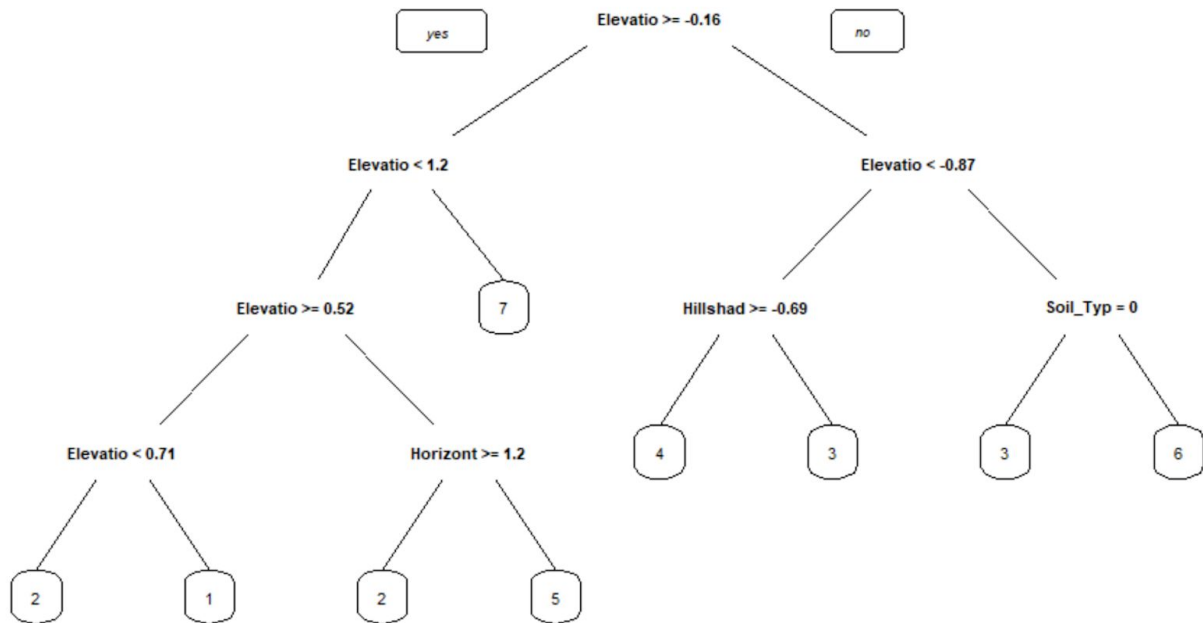 yes
Elevatio >= -0.16
no
Elevatio < 1.2
Elevatio < -0.87
Elevatio >= 0.52
7
Hillshad >= -0.69
Soil_Typ = 0
Elevatio < 0.71
Horizont >= 1.2
4
3
3
6
2
1
2
5